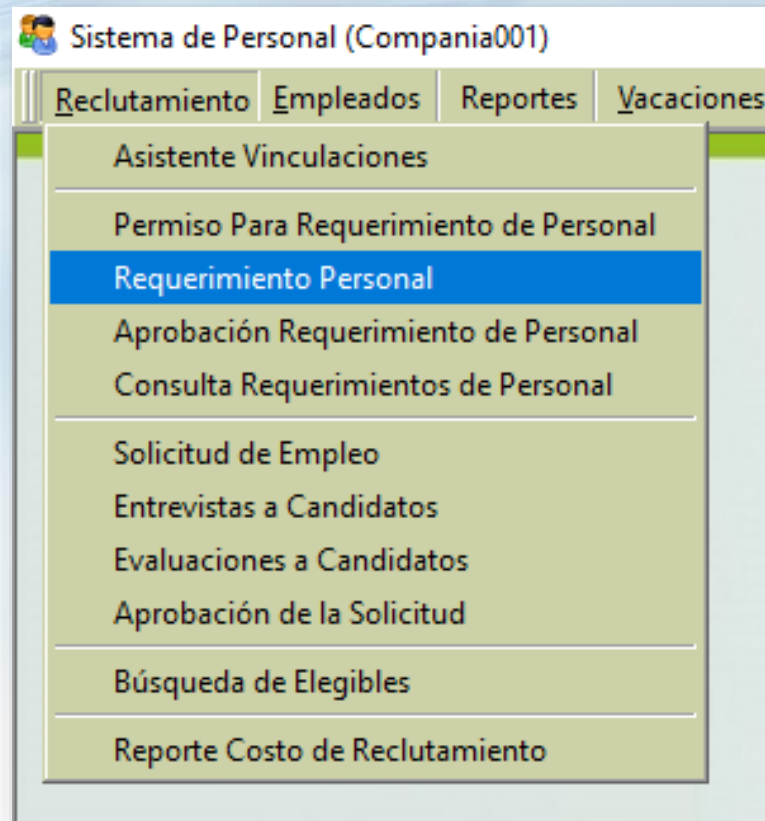 Sistema de Personal (Compania001)
Reclutamiento Empleados Reportes Vacaciones
Asistente Vinculaciones
Permiso Para Requerimiento de Personal
Requerimiento Personal
Aprobación Requerimiento de Personal
Consulta Requerimientos de Personal
Solicitud de Empleo
Entrevistas a Candidatos
Evaluaciones a Candidatos
Aprobación de la Solicitud
Búsqueda de Elegibles
Reporte Costo de Reclutamiento